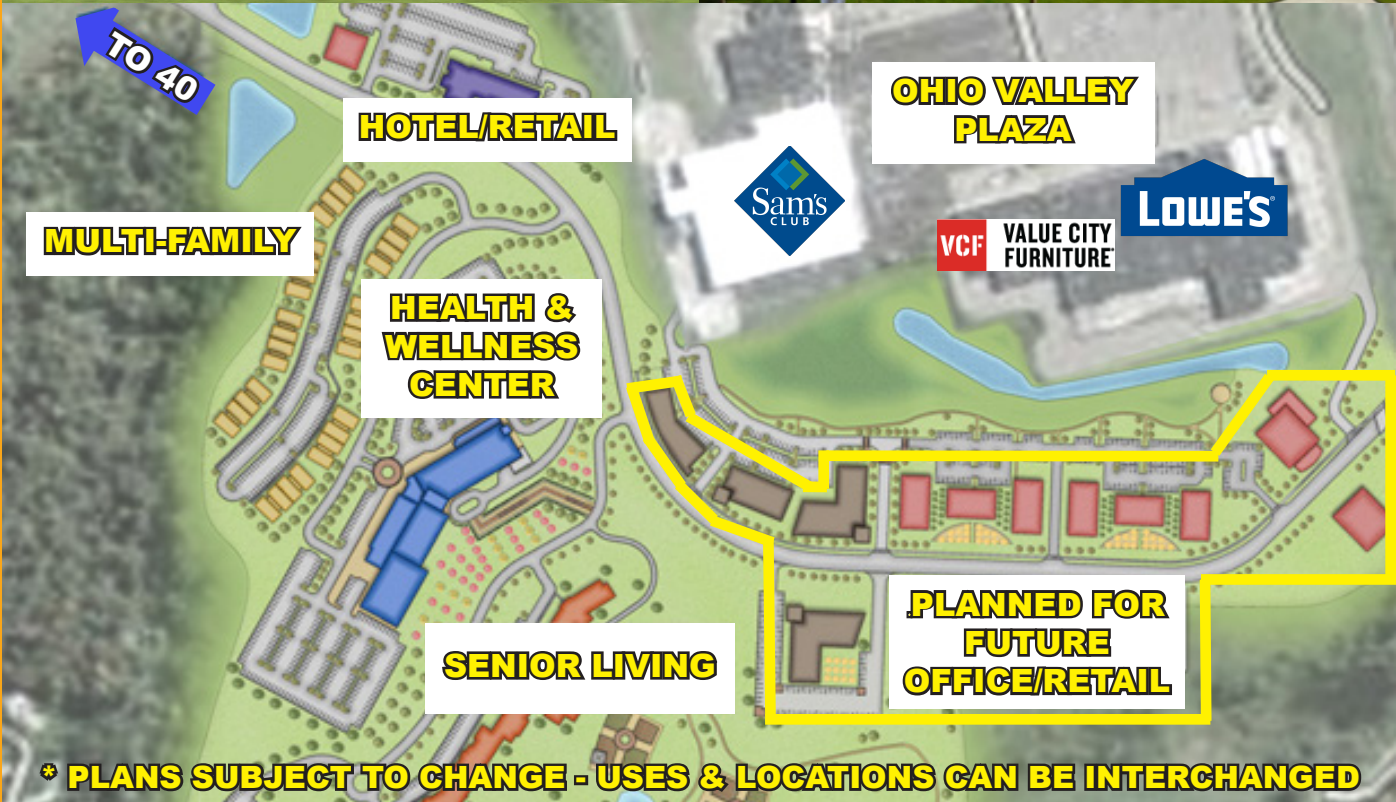 TO 40
HOTEL/RETAIL
OHIO VALLEY
PLAZA
Sam's
CLUB
LOWE'S
VCF
VALUE CITY
FURNITURE
MULTI-FAMILY
HEALTH &
WELLNESS
CENTER
PLANNED FOR
FUTURE
OFFICE/RETAIL
SENIOR LIVING
* PLANS SUBJECT TO CHANGE - USES & LOCATIONS CAN BE INTERCHANGED